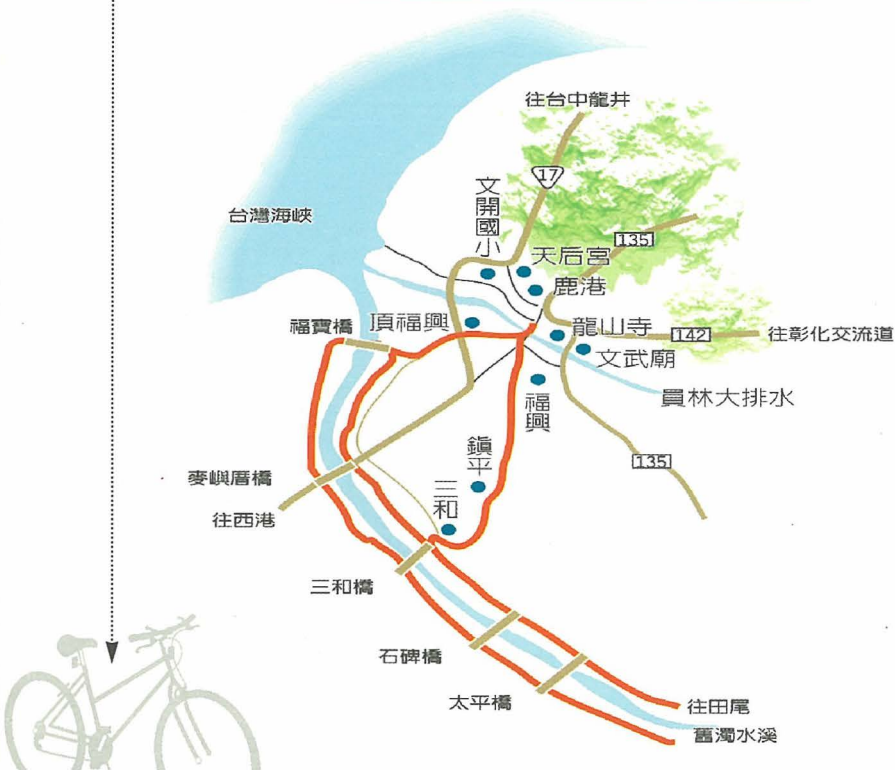 往台中龍井
17
文開國小
台灣海峽
135
天后宮
鹿港
福寶橋
頂福興
龍山寺
142
往彰化交流道
文武廟
員林大排水
福興
鎮平
135
麥嶼厝橋
三和
往西港
三和橋
石碑橋
太平橋
往田尾
舊濁水溪